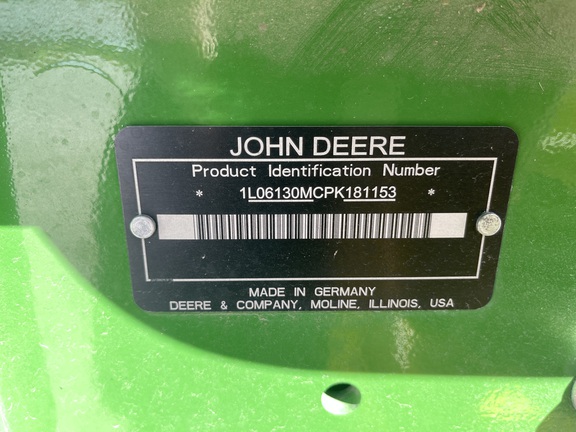 JOHN DEERE
Product Identification Number
* 1L06130MCPK181153 *
MADE IN GERMANY
DEERE & COMPANY, MOLINE, ILLINOIS, USA